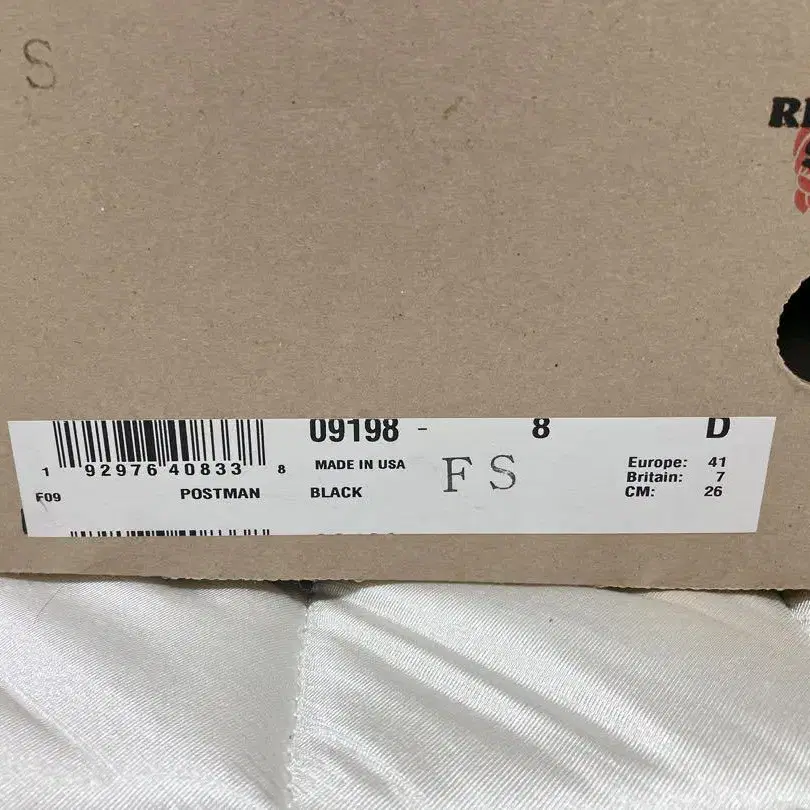 S
09198 - 8 D
1 92976 40833 8
MADE IN USA
F S
Europe: 41
Britain: 7
CM: 26
F09 POSTMAN BLACK